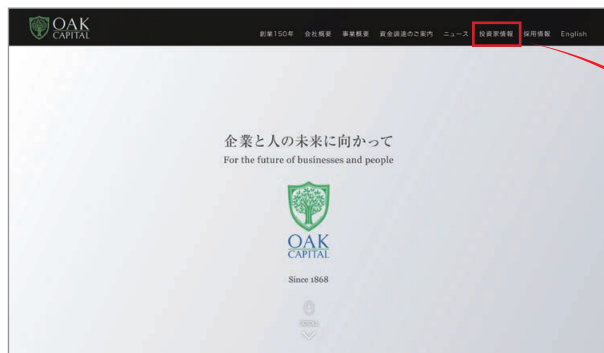 OAK
CAPITAL
創業150年 会社概要 事業概要 資金調達のご案内 ニュース 投資家情報 採用情報 English
企業と人の未来に向かって
For the future of businesses and people
OAK
CAPITAL
Since 1868
SCROLL